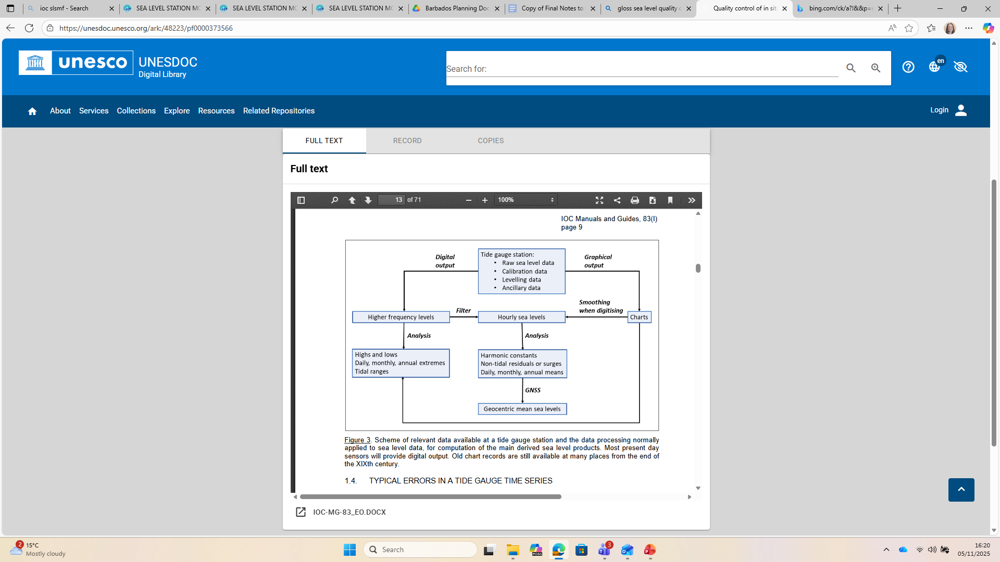 ioc slsmf - Search
SEA LEVEL STATION MO
SEA LEVEL STATION MO
SEA LEVEL STATION MO
Barbados Planning Doc
Copy of Final Notes to
gloss sea level quality c
Quality control of in sit
bing.com/ck/a?!&&p=
https://unesdoc.unesco.org/ark:/48223/pf0000373566
unesco
UNESDOC
Digital Library
Search for:
en
About Services Collections Explore Resources Related Repositories
Login
FULL TEXT
RECORD
COPIES
Full text
13 of 71
100%
IOC Manuals and Guides, 83(I)
page 9
Digital
output
Tide gauge station:
• Raw sea level data
• Calibration data
• Levelling data
• Ancillary data
Graphical
output
Higher frequency levels
Filter
Hourly sea levels
Smoothing
when digitising
Charts
Analysis
Analysis
Highs and lows
Daily, monthly, annual extremes
Tidal ranges
Harmonic constants
Non-tidal residuals or surges
Daily, monthly, annual means
GNSS
Geocentric mean sea levels
Figure 3. Scheme of relevant data available at a tide gauge station and the data processing normally
applied to sea level data, for computation of the main derived sea level products. Most present day
sensors will provide digital output. Old chart records are still available at many places from the end of
the XIXth century.
1.4. TYPICAL ERRORS IN A TIDE GAUGE TIME SERIES
IOC-MG-83_EO.DOCX
2
15°C
Mostly cloudy
Search
M365
3
16:20
05/11/2025